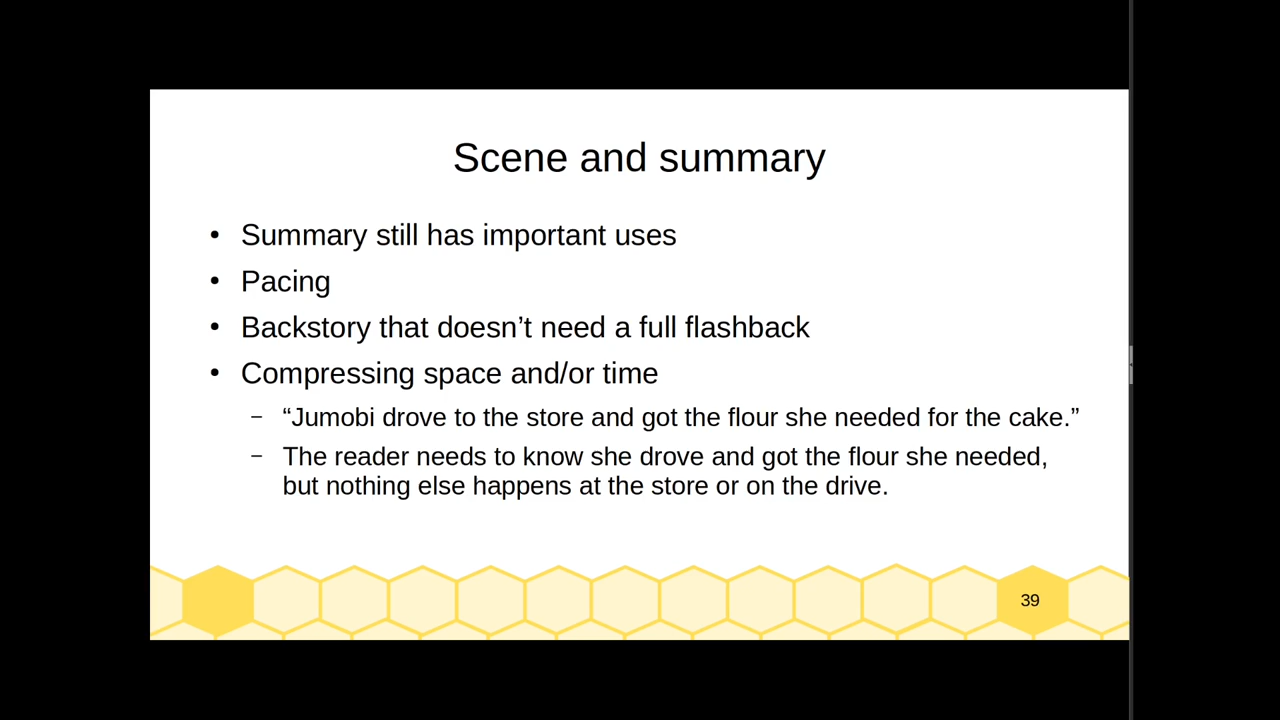 Scene and summary
• Summary still has important uses
• Pacing
• Backstory that doesn’t need a full flashback
• Compressing space and/or time
– “Jumobi drove to the store and got the flour she needed for the cake.”
– The reader needs to know she drove and got the flour she needed,
but nothing else happens at the store or on the drive.
39